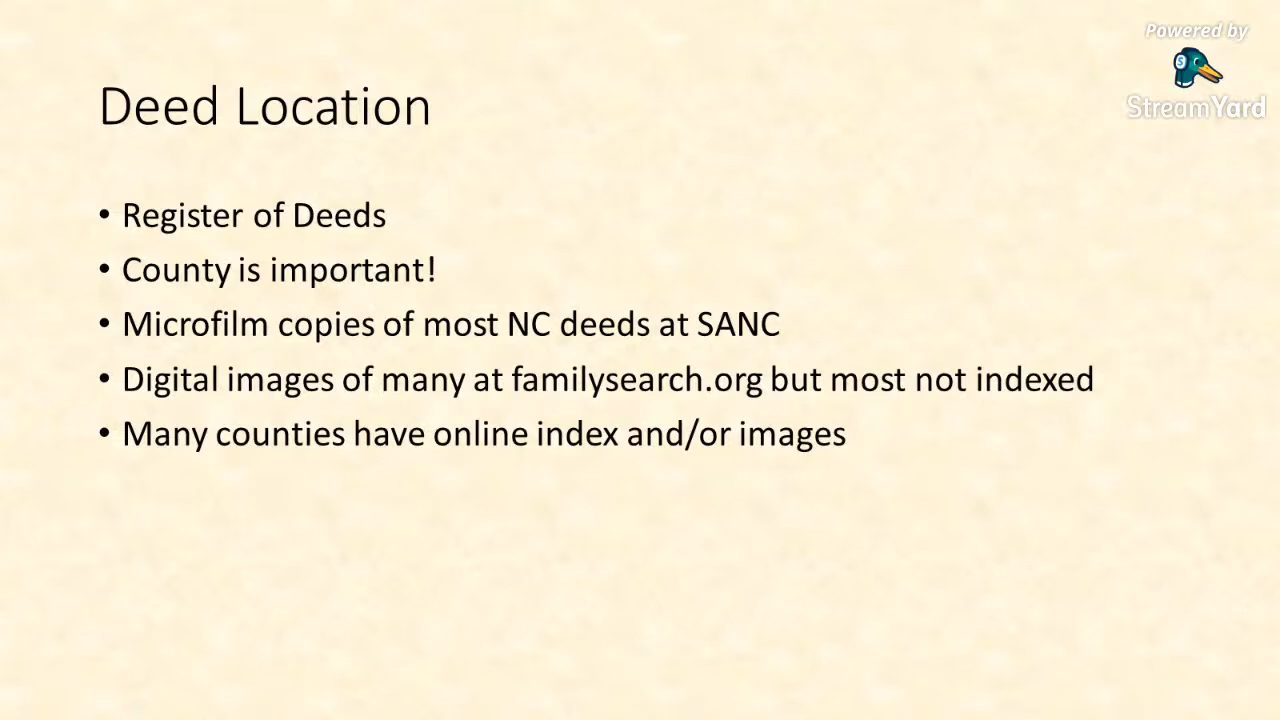 Powered by
StreamYard
Deed Location
• Register of Deeds
• County is important!
• Microfilm copies of most NC deeds at SANC
• Digital images of many at familysearch.org but most not indexed
• Many counties have online index and/or images